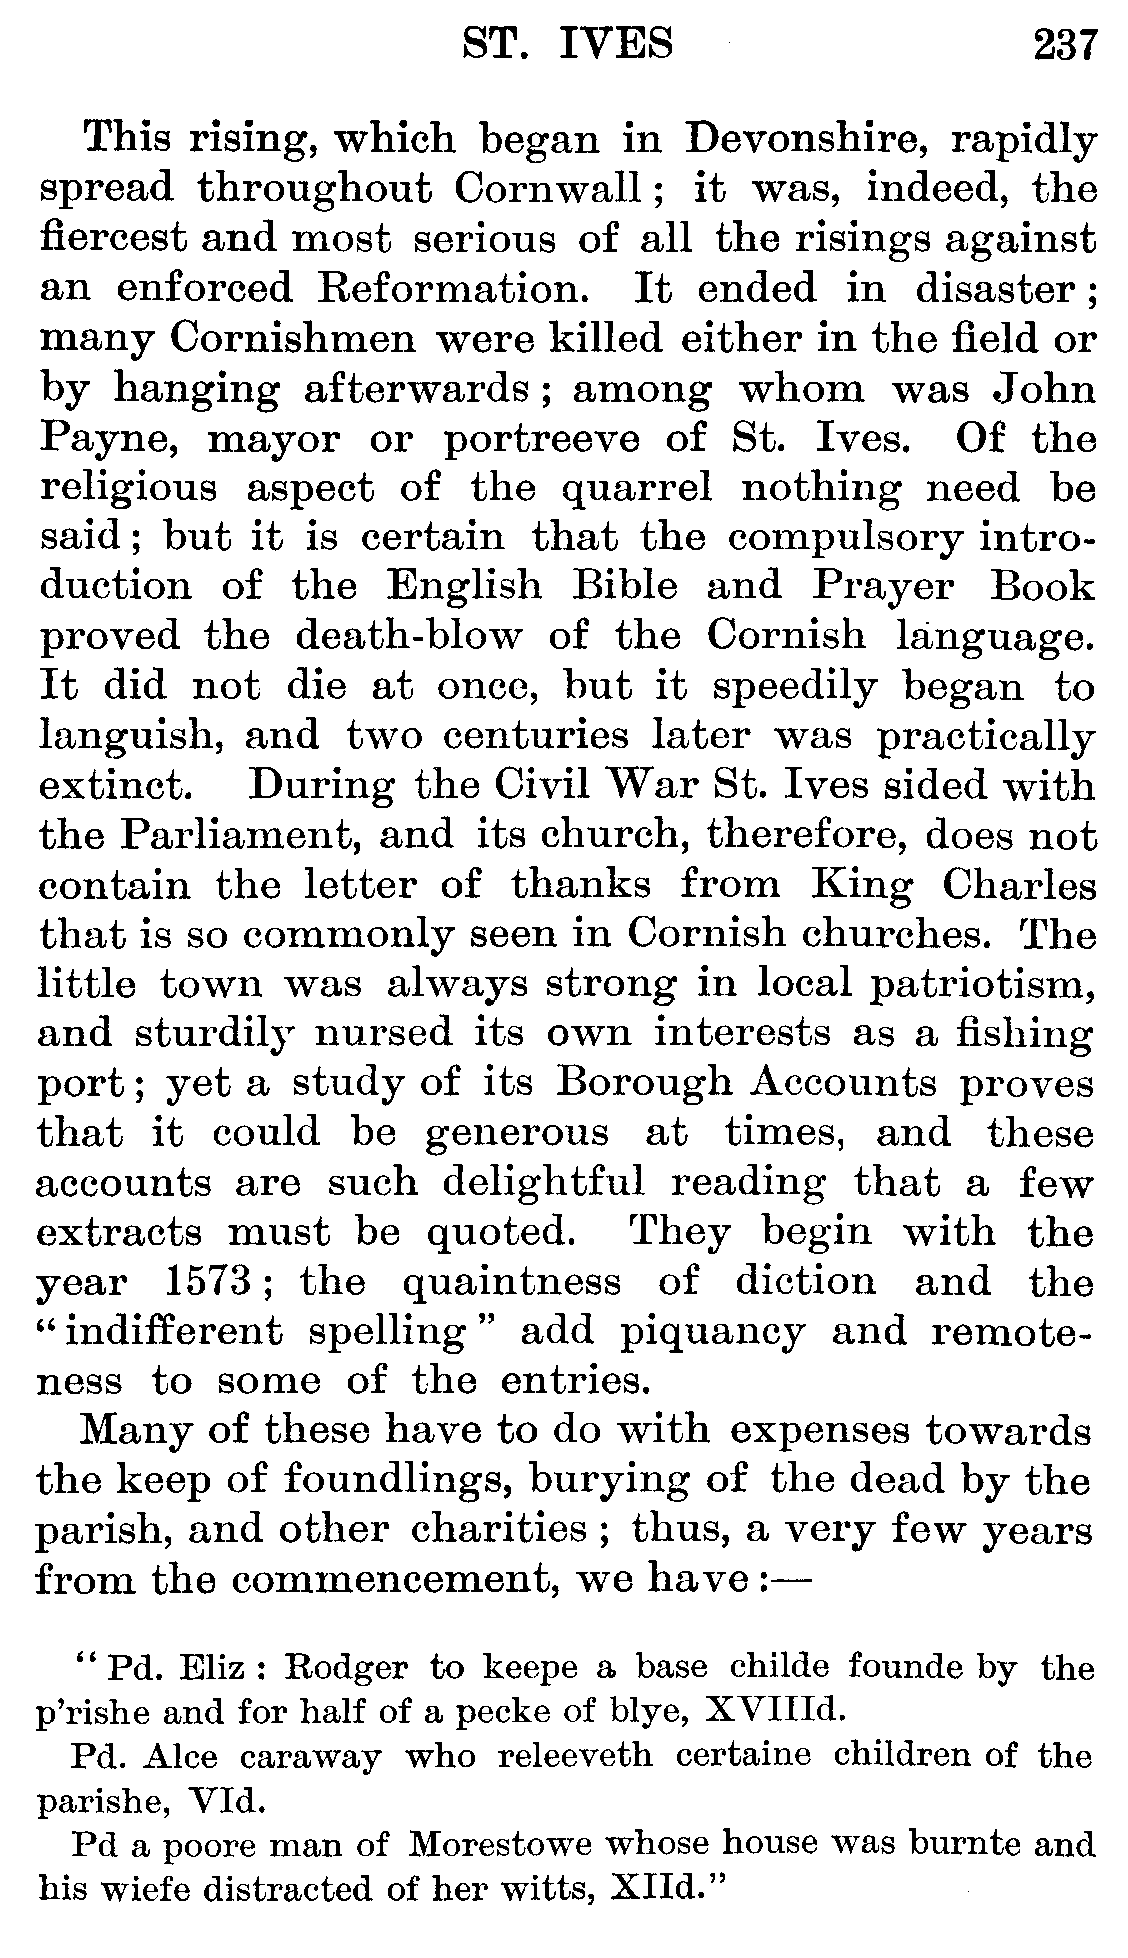 ST. IVES 237
This rising, which began in Devonshire, rapidly
spread throughout Cornwall ; it was, indeed, the
fiercest and most serious of all the risings against
an enforced Reformation. It ended in disaster ;
many Cornishmen were killed either in the field or
by hanging afterwards ; among whom was John
Payne, mayor or portreeve of St. Ives. Of the
religious aspect of the quarrel nothing need be
said ; but it is certain that the compulsory intro-
duction of the English Bible and Prayer Book
proved the death-blow of the Cornish language.
It did not die at once, but it speedily began to
languish, and two centuries later was practically
extinct. During the Civil War St. Ives sided with
the Parliament, and its church, therefore, does not
contain the letter of thanks from King Charles
that is so commonly seen in Cornish churches. The
little town was always strong in local patriotism,
and sturdily nursed its own interests as a fishing
port ; yet a study of its Borough Accounts proves
that it could be generous at times, and these
accounts are such delightful reading that a few
extracts must be quoted. They begin with the
year 1573 ; the quaintness of diction and the
“ indifferent spelling ” add piquancy and remote-
ness to some of the entries.
Many of these have to do with expenses towards
the keep of foundlings, burying of the dead by the
parish, and other charities ; thus, a very few years
from the commencement, we have :—
“ Pd. Eliz : Rodger to keepe a base childe founde by the
p’rishe and for half of a pecke of blye, XVIIId.
Pd. Alce caraway who releeveth certaine children of the
parishe, VId.
Pd a poore man of Morestowe whose house was burnte and
his wiefe distracted of her witts, XIId.”